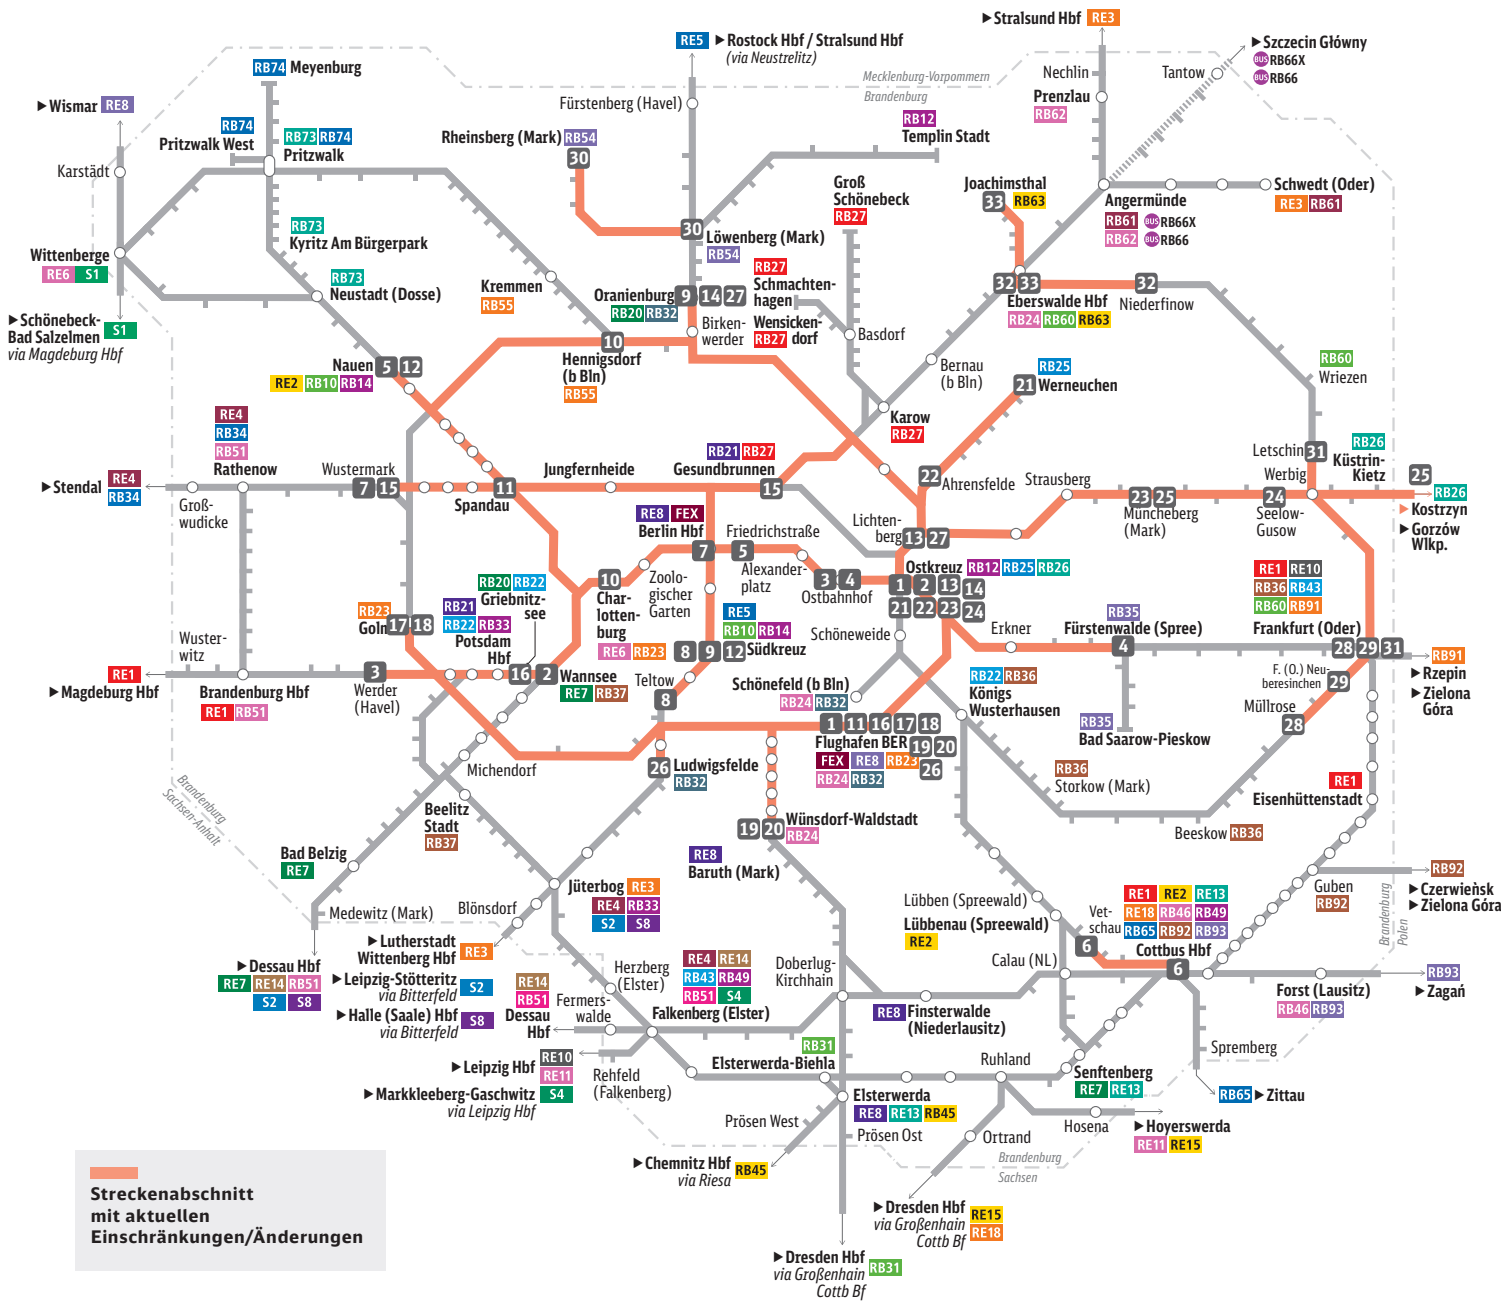 Stralsund Hbf RE3
RE5 Rostock Hbf / Stralsund Hbf
(via Neustrelitz)
Szczecin Główny
BUS RB66X
BUS RB66
RB74 Meyenburg
Mecklenburg-Vorpommern
Brandenburg
Nechlin
Tantow
Prenzlau
RB62
Wismar RE8
Fürstenberg (Havel)
RB74
Pritzwalk West
RB73 RB74
Pritzwalk
Rheinsberg (Mark) RB54
30
RB12
Templin Stadt
Karstädt
Groß
Schönebeck
RB27
Joachimsthal
33 RB63
Schwedt (Oder)
RE3 RB61
Angermünde
RB61 BUS RB66X
RB62 BUS RB66
RB73
Kyritz Am Bürgerpark
30
Löwenberg (Mark)
RB54
Wittenberge
RE6 S1
RB73
Neustadt (Dosse)
Kremmen
RB55
Oranienburg
RB20 RB32
9 14 27
RB27
Schmachten-
hagen
Wensicken-
dorf
RB27
Birken-
werder
Basdorf
32 33
Eberswalde Hbf
RB24 RB60 RB63
32
Niederfinow
Schönebeck-
Bad Salzelmen
via Magdeburg Hbf
S1
10
Hennigsdorf
(b Bln)
RB55
Nauen
5 12
RE2 RB10 RB14
Bernau
(b Bln)
RB25
21 Werneuchen
RB60
Wriezen
Karow
RB27
RE4
RB34
RB51
Rathenow
Wustermark
7 15
Stendal
RE4
RB34
Groß-
wudicke
11
Spandau
Jungfernheide
RB21 RB27
Gesundbrunnen
15
22
Ahrensfelde
Strausberg
23 25
Müncheberg
(Mark)
Letschin 31
Werbig
24
Seelow-
Gusow
RB26
Küstrin-
Kietz
25
RB26
Kostrzyn
Gorzów
Wlkp.
RE8 FEX
Berlin Hbf
7
Friedrichstraße
5
Alexander-
platz
Lichten-
berg
13 27
Ostkreuz RB12 RB25 RB26
1 2 13 14
21 22 23 24
3 4
Ostbahnhof
Zoolo-
gischer
Garten
10
Char-
lotten-
burg
RE6 RB23
RB20 RB22
Griebnitz-
see
RB21
RB22 RB33
Potsdam
Hbf
16 2
Wannsee
RE7 RB37
RB23
Golm
17 18
Wuster-
witz
RE1
Magdeburg Hbf
Brandenburg Hbf
RE1 RB51
3
Werder
(Havel)
RE5
RB10 RB14
8 9 12 Südkreuz
Teltow
8
Schöneweide
Erkner
RB35
Fürstenwalde (Spree)
4
RE1 RE10
RB36 RB43
RB60 RB91
Frankfurt (Oder)
28 29 31
RB91
Rzepin
Zielona
Góra
F. (O.) Neu-
beresinchen
29
Müllrose
28
Schönefeld (b Bln)
RB24 RB32
RB22 RB36
Königs
Wusterhausen
RB35
Bad Saarow-Pieskow
1 11 16 17 18
Flughafen BER
19 20
26
FEX RE8 RB23
RB24 RB32
26
Ludwigsfelde
RB32
Michendorf
RB36
Storkow (Mark)
RE1
Eisenhüttenstadt
Brandenburg
Sachsen-Anhalt
Beelitz
Stadt
RB37
19 20
Wünsdorf-Waldstadt
RB24
Beeskow RB36
RE8
Baruth (Mark)
Bad Belzig
RE7
RB92
Czerwieńsk
Zielona Góra
Guben
RB92
Brandenburg
Polen
Medewitz (Mark)
Blönsdorf
Jüterbog RE3
RE4 RB33
S2 S8
Lübben (Spreewald)
Lübbenau (Spreewald)
RE2
Vet-
schau
RE1 RE2 RE13
RE18 RB46 RB49
RB65 RB92 RB93
Cottbus Hbf
6
6
Lutherstadt
Wittenberg Hbf
RE3
Dessau Hbf
RE7 RE14 RB51
S2 S8
Leipzig-Stötteritz
via Bitterfeld
S2
Halle (Saale) Hbf
via Bitterfeld
S8
RE14
RB51
Dessau
Hbf
Herzberg
(Elster)
Fermers-
walde
RE4 RE14
RB43 RB49
RB51 S4
Falkenberg (Elster)
Doberlug-
Kirchhain
Calau (NL)
RE8 Finsterwalde
(Niederlausitz)
Forst (Lausitz)
RB46 RB93
RB93
Zagań
Leipzig Hbf
RE10
RE11
Markkleeberg-Gaschwitz
via Leipzig Hbf
S4
Rehfeld
(Falkenberg)
RB31
Elsterwerda-Biehla
Elsterwerda
RE8 RE13 RB45
Ruhland
Senftenberg
RE7 RE13
Spremberg
RB65 Zittau
Prösen West
Prösen Ost
Ortrand
Hosena
Hoyerswerda
RE11 RE15
Brandenburg
Sachsen
Chemnitz Hbf
via Riesa
RB45
Dresden Hbf
via Großenhain
Cottb Bf
RE15
RE18
Dresden Hbf
via Großenhain
Cottb Bf
RB31
Streckenabschnitt
mit aktuellen
Einschränkungen/Änderungen